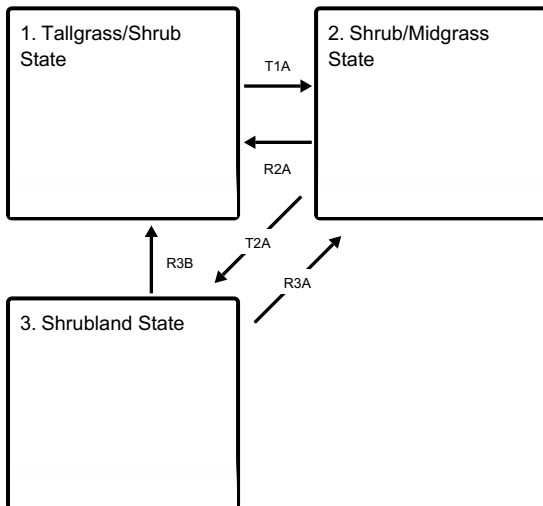 1. Tallgrass/Shrub
State
2. Shrub/Midgrass
State
T1A
R2A
T2A
R3B
R3A
3. Shrubland State